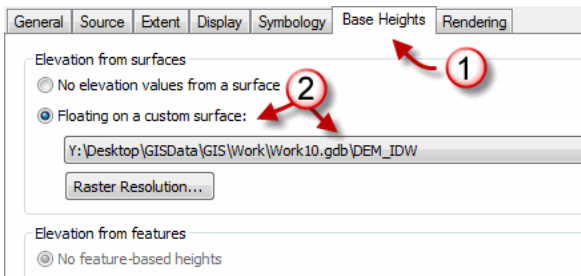 General Source Extent Display Symbology Base Heights Rendering
1
Elevation from surfaces
No elevation values from a surface
2
Floating on a custom surface:
Y:\Desktop\GISData\GIS\Work\Work10.gdb\DEM_IDW
Raster Resolution...
Elevation from features
No feature-based heights